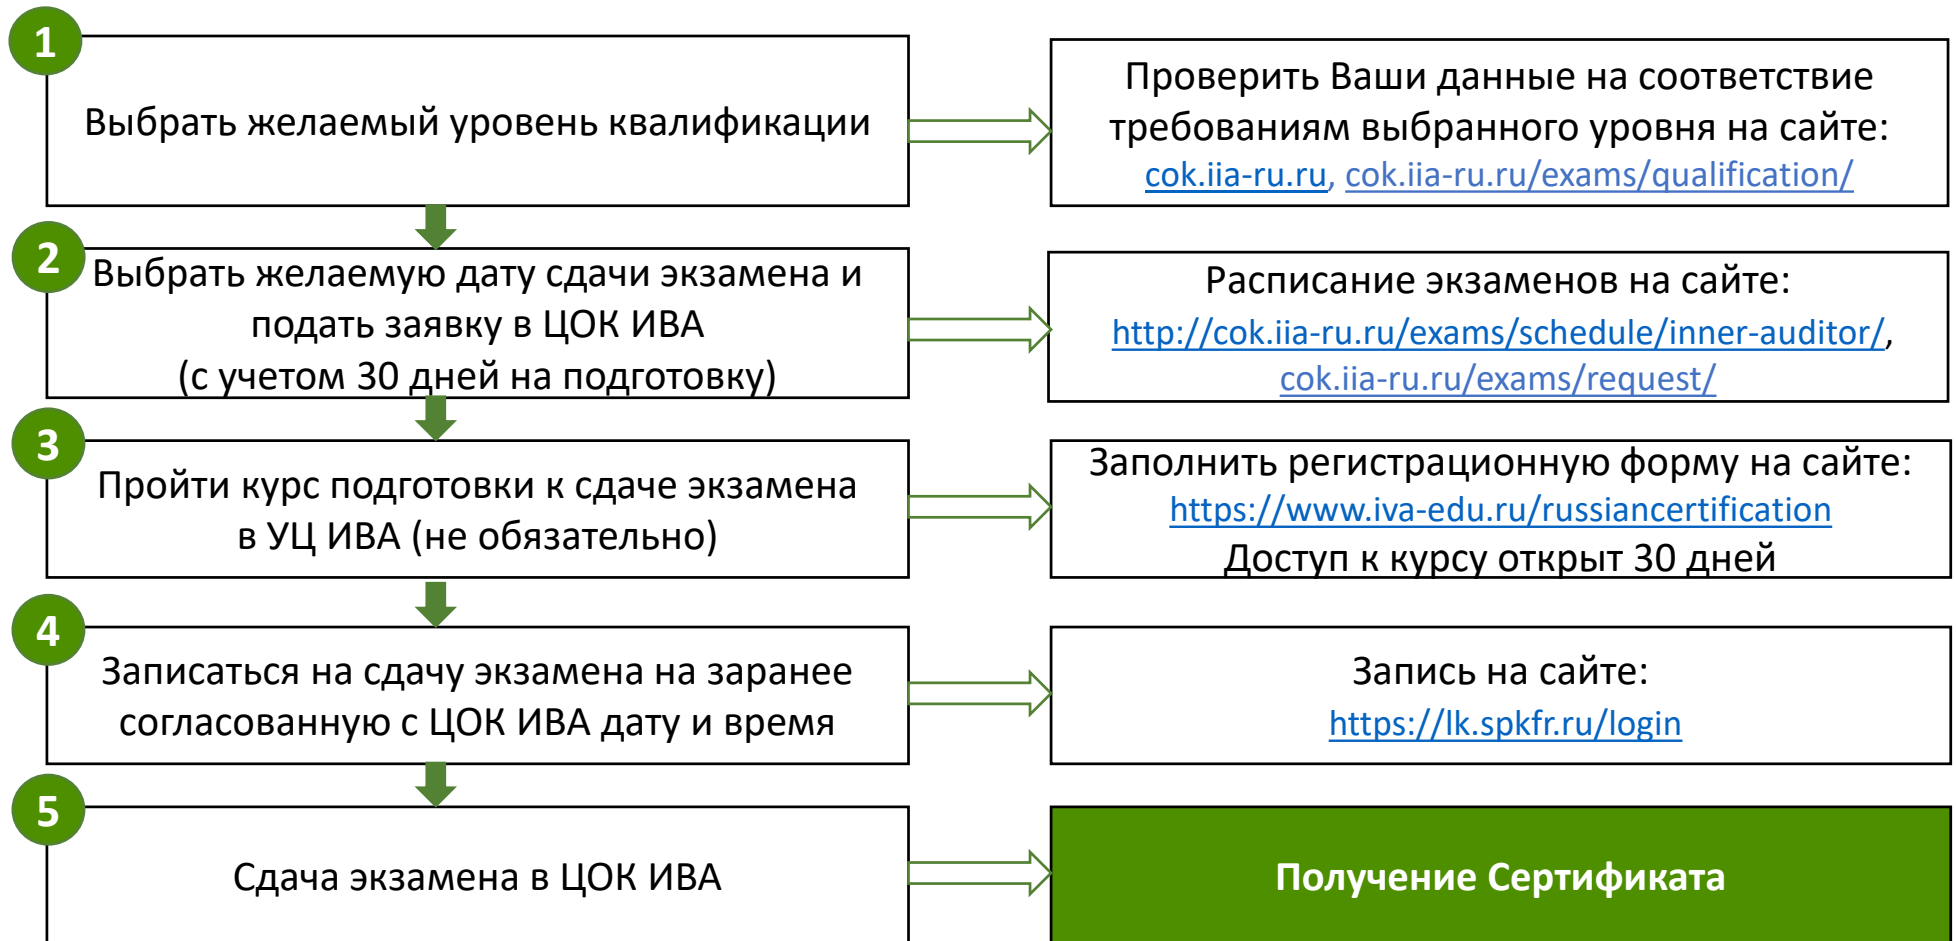 1
Выбрать желаемый уровень квалификации
Проверить Ваши данные на соответствие
требованиям выбранного уровня на сайте:
cok.iia-ru.ru, cok.iia-ru.ru/exams/qualification/
2
Выбрать желаемую дату сдачи экзамена и
подать заявку в ЦОК ИВА
(с учетом 30 дней на подготовку)
Расписание экзаменов на сайте:
http://cok.iia-ru.ru/exams/schedule/inner-auditor/,
cok.iia-ru.ru/exams/request/
3
Пройти курс подготовки к сдаче экзамена
в УЦ ИВА (не обязательно)
Заполнить регистрационную форму на сайте:
https://www.iva-edu.ru/russiancertification
Доступ к курсу открыт 30 дней
4
Записаться на сдачу экзамена на заранее
согласованную с ЦОК ИВА дату и время
Запись на сайте:
https://lk.spkfr.ru/login
5
Сдача экзамена в ЦОК ИВА
Получение Сертификата